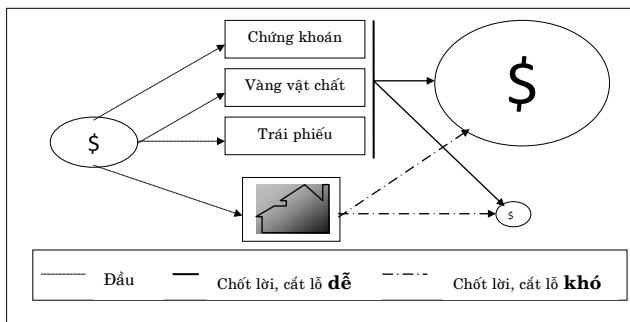 Chứng khoán
$
Vàng vật chất
$
Trái phiếu
$
Đầu
Chốt lời, cắt lỗ dễ
Chốt lời, cắt lỗ khó